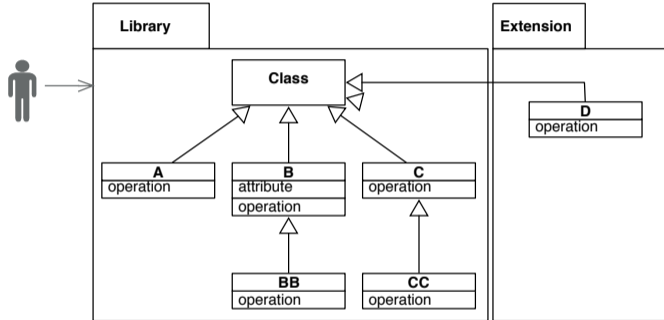 Library
Extension
Class
D
operation
A
operation
B
attribute
operation
C
operation
BB
operation
CC
operation